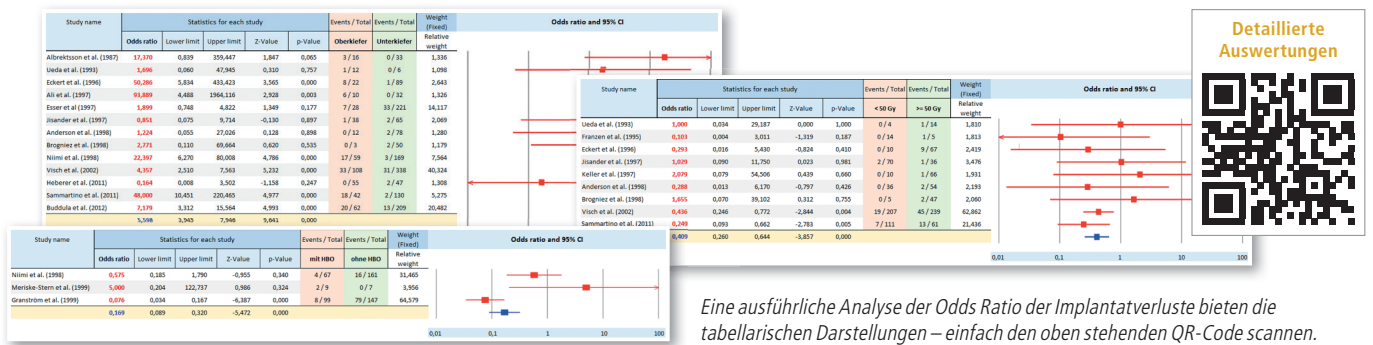 Study name Statistics for each study Events / Total Events / Total Weight (Fixed) Odds ratio and 95% CI
Odds ratio Lower limit Upper limit Z-Value p-Value Oberkiefer Unterkiefer Relative weight
Albrektsson et al. (1987) 17,370 0,839 359,447 1,847 0,065 3 / 16 0 / 33 1,336
Ueda et al. (1993) 1,696 0,060 47,945 0,310 0,757 1 / 12 0 / 6 1,098
Eckert et al. (1996) 50,286 5,834 433,423 3,565 0,000 8 / 22 1 / 89 2,643
Ali et al. (1997) 93,889 4,488 1964,116 2,928 0,003 6 / 10 0 / 32 1,326
Esser et al. (1997) 1,899 0,748 4,822 1,349 0,177 7 / 28 33 / 221 14,117
Jisander et al. (1997) 0,851 0,075 9,714 -0,130 0,897 1 / 38 2 / 65 2,069
Anderson et al. (1998) 1,224 0,055 27,026 0,128 0,898 0 / 12 2 / 78 1,280
Brogniez et al. (1998) 2,771 0,110 69,664 0,620 0,535 0 / 3 2 / 50 1,179
Niimi et al. (1998) 22,397 6,270 80,008 4,786 0,000 17 / 59 3 / 169 7,564
Visch et al. (2002) 4,357 2,510 7,563 5,232 0,000 33 / 108 31 / 338 40,324
Heberer et al. (2011) 0,164 0,008 3,502 -1,158 0,247 0 / 55 2 / 47 1,308
Sammartino et al. (2011) 48,000 10,451 220,465 4,977 0,000 18 / 42 2 / 130 5,275
Buddula et al. (2012) 7,179 3,312 15,564 4,993 0,000 20 / 62 13 / 209 20,482
5,598 3,945 7,946 9,641 0,000
Study name Statistics for each study Events / Total Events / Total Weight (Fixed) Odds ratio and 95% CI
Odds ratio Lower limit Upper limit Z-Value p-Value < 50 Gy >= 50 Gy Relative weight
Ueda et al. (1993) 1,000 0,034 29,187 0,000 1,000 0 / 4 1 / 14 1,810
Franzen et al. (1995) 0,103 0,004 3,011 -1,319 0,187 0 / 14 1 / 5 1,813
Eckert et al. (1996) 0,293 0,016 5,430 -0,824 0,410 0 / 10 9 / 67 2,419
Jisander et al. (1997) 1,029 0,090 11,750 0,023 0,981 2 / 70 1 / 36 3,476
Keller et al. (1997) 2,079 0,079 54,506 0,439 0,660 0 / 10 1 / 66 1,931
Anderson et al. (1998) 0,288 0,013 6,170 -0,797 0,426 0 / 36 2 / 54 2,193
Brogniez et al. (1998) 1,655 0,070 39,102 0,312 0,755 0 / 5 2 / 47 2,060
Visch et al. (2002) 0,436 0,246 0,772 -2,844 0,004 19 / 207 45 / 239 62,862
Sammartino et al. (2011) 0,249 0,093 0,662 -2,783 0,005 7 / 111 13 / 61 21,436
0,409 0,260 0,644 -3,857 0,000
0,01 0,1 1 10 100
Study name Statistics for each study Events / Total Events / Total Weight (Fixed) Odds ratio and 95% CI
Odds ratio Lower limit Upper limit Z-Value p-Value mit HBO ohne HBO Relative weight
Niimi et al. (1998) 0,575 0,185 1,790 -0,955 0,340 4 / 67 16 / 161 31,465
Meriske-Stern et al. (1999) 5,000 0,204 122,737 0,986 0,324 2 / 9 0 / 7 3,956
Granström et al. (1999) 0,076 0,034 0,167 -6,387 0,000 8 / 99 79 / 147 64,579
0,169 0,089 0,320 -5,472 0,000
0,01 0,1 1 10 100
Detaillierte
Auswertungen
Eine ausführliche Analyse der Odds Ratio der Implantatverluste bieten die
tabellarischen Darstellungen – einfach den oben stehenden QR-Code scannen.